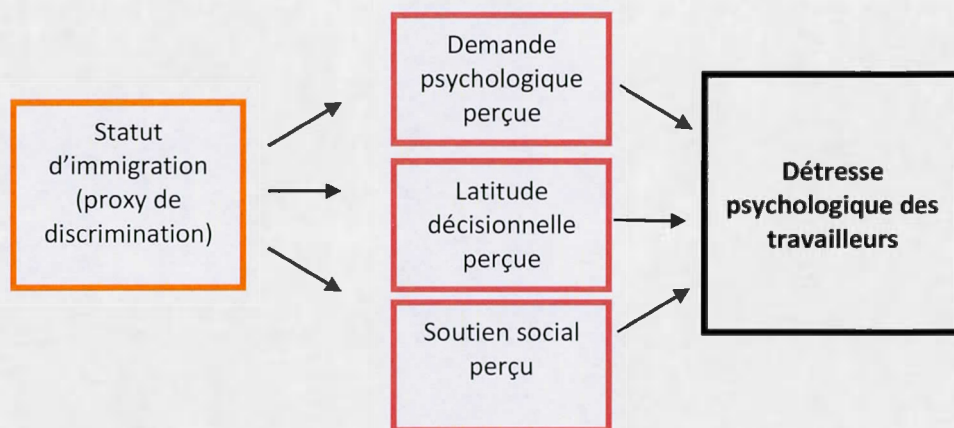 Statut
d’immigration
(proxy de
discrimination)
Demande
psychologique
perçue
Latitude
décisionnelle
perçue
Soutien social
perçu
Détresse
psychologique des
travailleurs